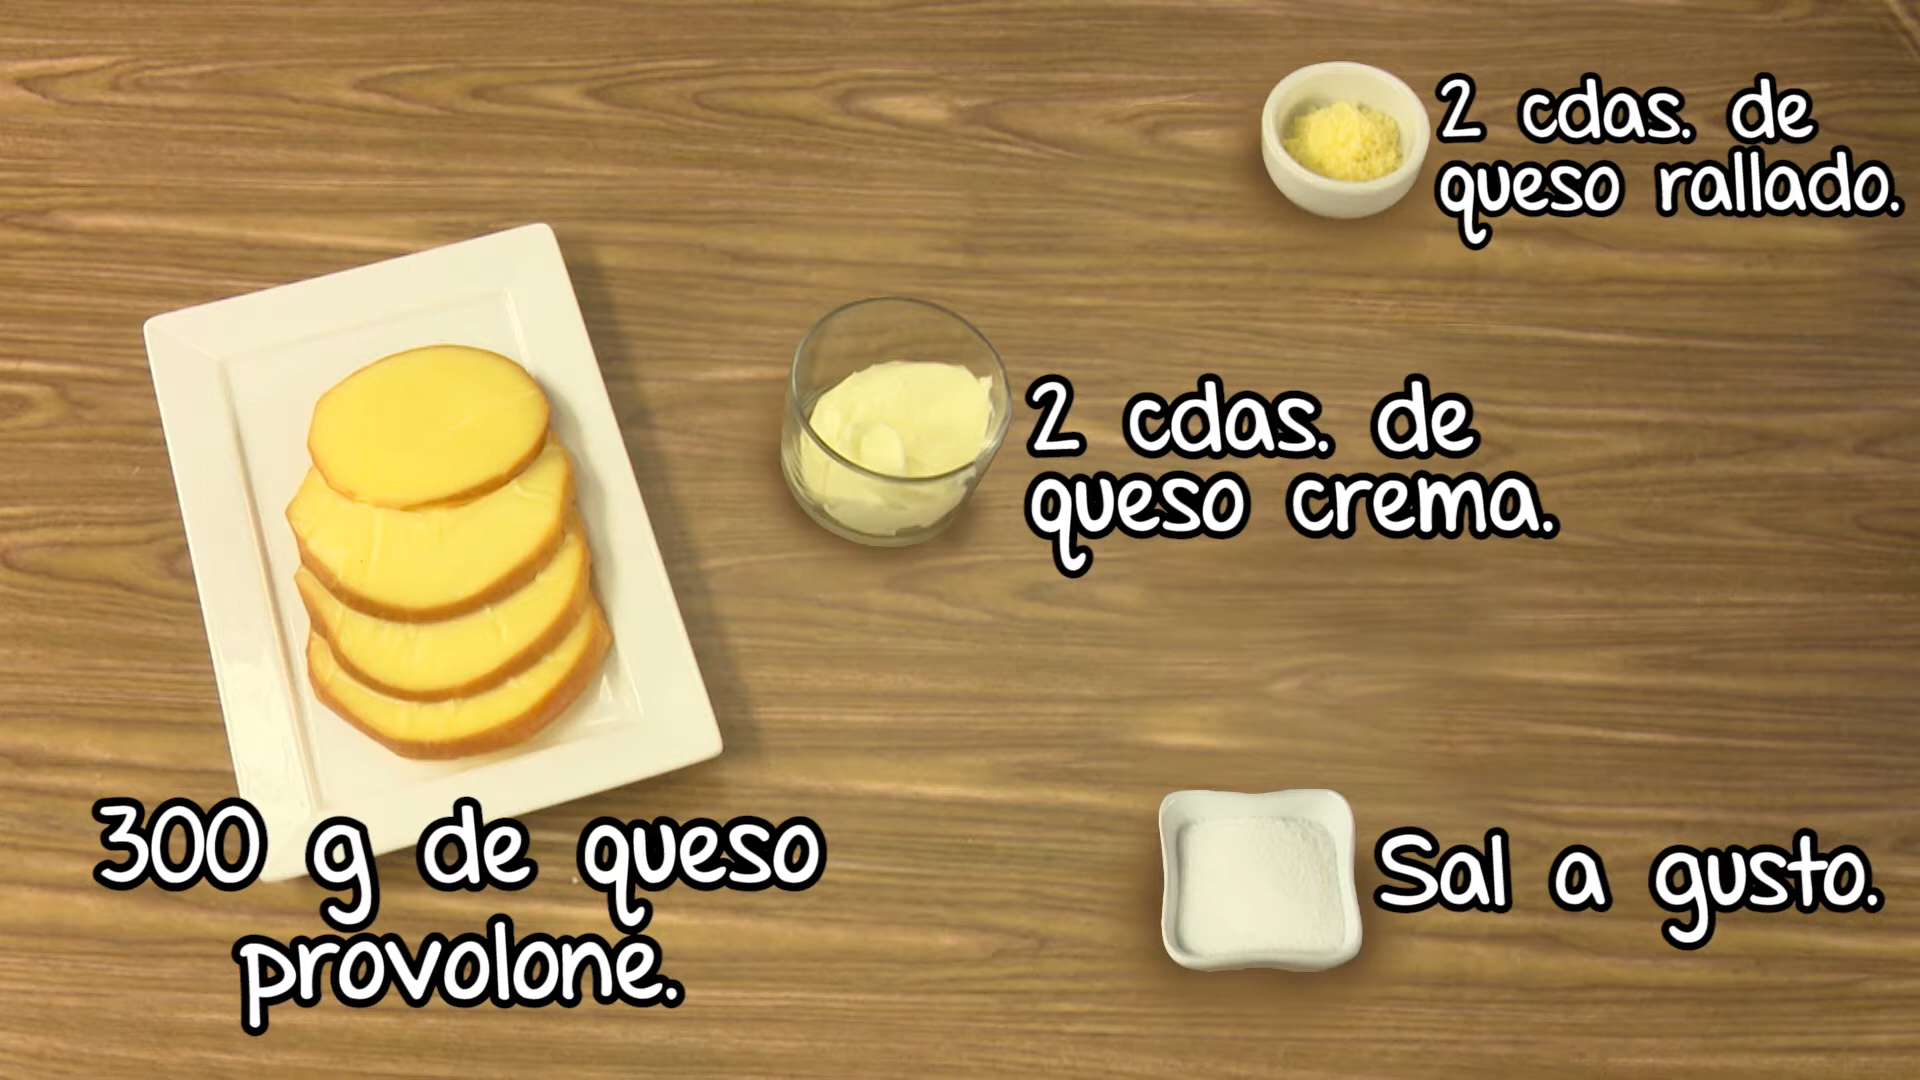 2 cdas. de
queso rallado.
2 cdas. de
queso crema.
300 g de queso
provolone.
Sal a gusto.